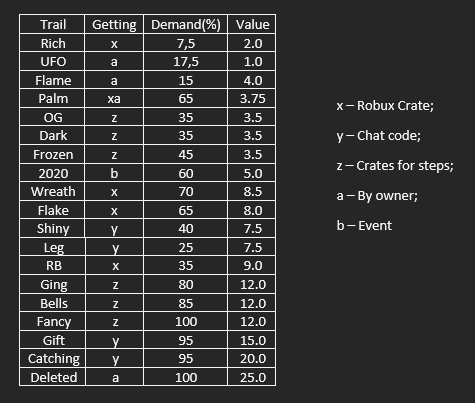 Trail Getting Demand(%) Value
Rich x 7,5 2.0
UFO a 17,5 1.0
Flame a 15 4.0
Palm xa 65 3.75
OG z 35 3.5
Dark z 35 3.5
Frozen z 45 3.5
2020 b 60 5.0
Wreath x 70 8.5
Flake x 65 8.0
Shiny y 40 7.5
Leg y 25 7.5
RB x 35 9.0
Ging z 80 12.0
Bells z 85 12.0
Fancy z 100 12.0
Gift y 95 15.0
Catching y 95 20.0
Deleted a 100 25.0
x – Robux Crate;
y – Chat code;
z – Crates for steps;
a – By owner;
b – Event